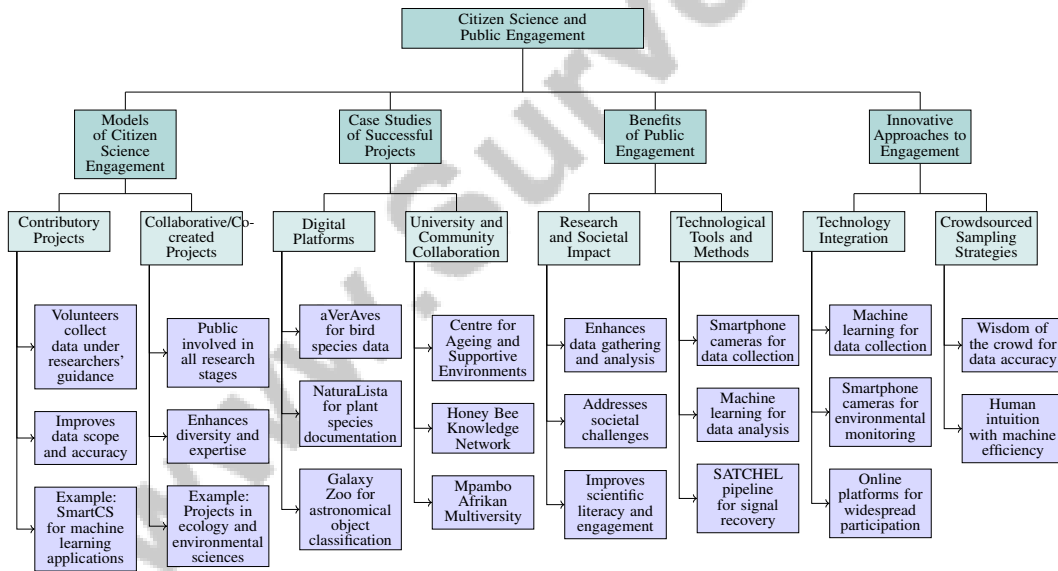 Citizen Science and
Public Engagement
Models
of Citizen
Science
Engagement
Case Studies
of Successful
Projects
Benefits
of Public
Engagement
Innovative
Approaches to
Engagement
Contributory
Projects
Collaborative/Co-
created
Projects
Digital
Platforms
University and
Community
Collaboration
Research
and Societal
Impact
Technological
Tools and
Methods
Technology
Integration
Crowdsourced
Sampling
Strategies
Volunteers
collect
data under
researchers'
guidance
Improves
data scope
and accuracy
Example:
SmartCS
for machine
learning
applications
Public
involved in
all research
stages
Enhances
diversity and
expertise
Example:
Projects in
ecology and
environmental
sciences
aVerAves
for bird
species data
NaturaLista
for plant
species
documentation
Galaxy
Zoo for
astronomical
object
classification
Centre for
Ageing and
Supportive
Environments
Honey Bee
Knowledge
Network
Mpambo
Afrikan
Multiversity
Enhances
data gathering
and analysis
Addresses
societal
challenges
Improves
scientific
literacy and
engagement
Smartphone
cameras for
data collection
Machine
learning for
data analysis
SATCHEL
pipeline
for signal
recovery
Machine
learning for
data collection
Smartphone
cameras for
environmental
monitoring
Online
platforms for
widespread
participation
Wisdom of
the crowd for
data accuracy
Human
intuition
with machine
efficiency
www.Surve